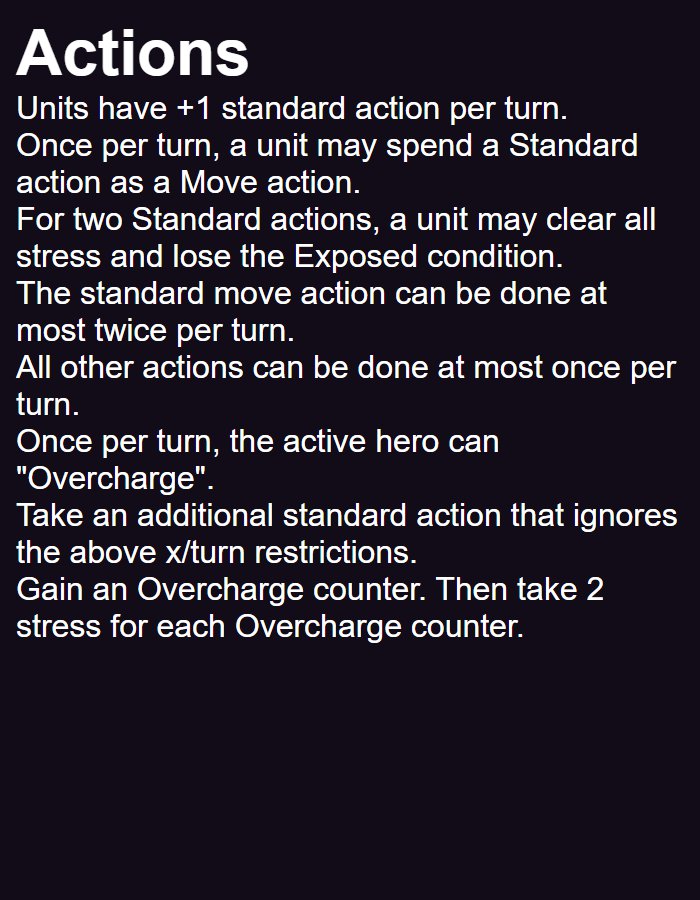 Actions
Units have +1 standard action per turn.
Once per turn, a unit may spend a Standard
action as a Move action.
For two Standard actions, a unit may clear all
stress and lose the Exposed condition.
The standard move action can be done at
most twice per turn.
All other actions can be done at most once per
turn.
Once per turn, the active hero can
"Overcharge".
Take an additional standard action that ignores
the above x/turn restrictions.
Gain an Overcharge counter. Then take 2
stress for each Overcharge counter.